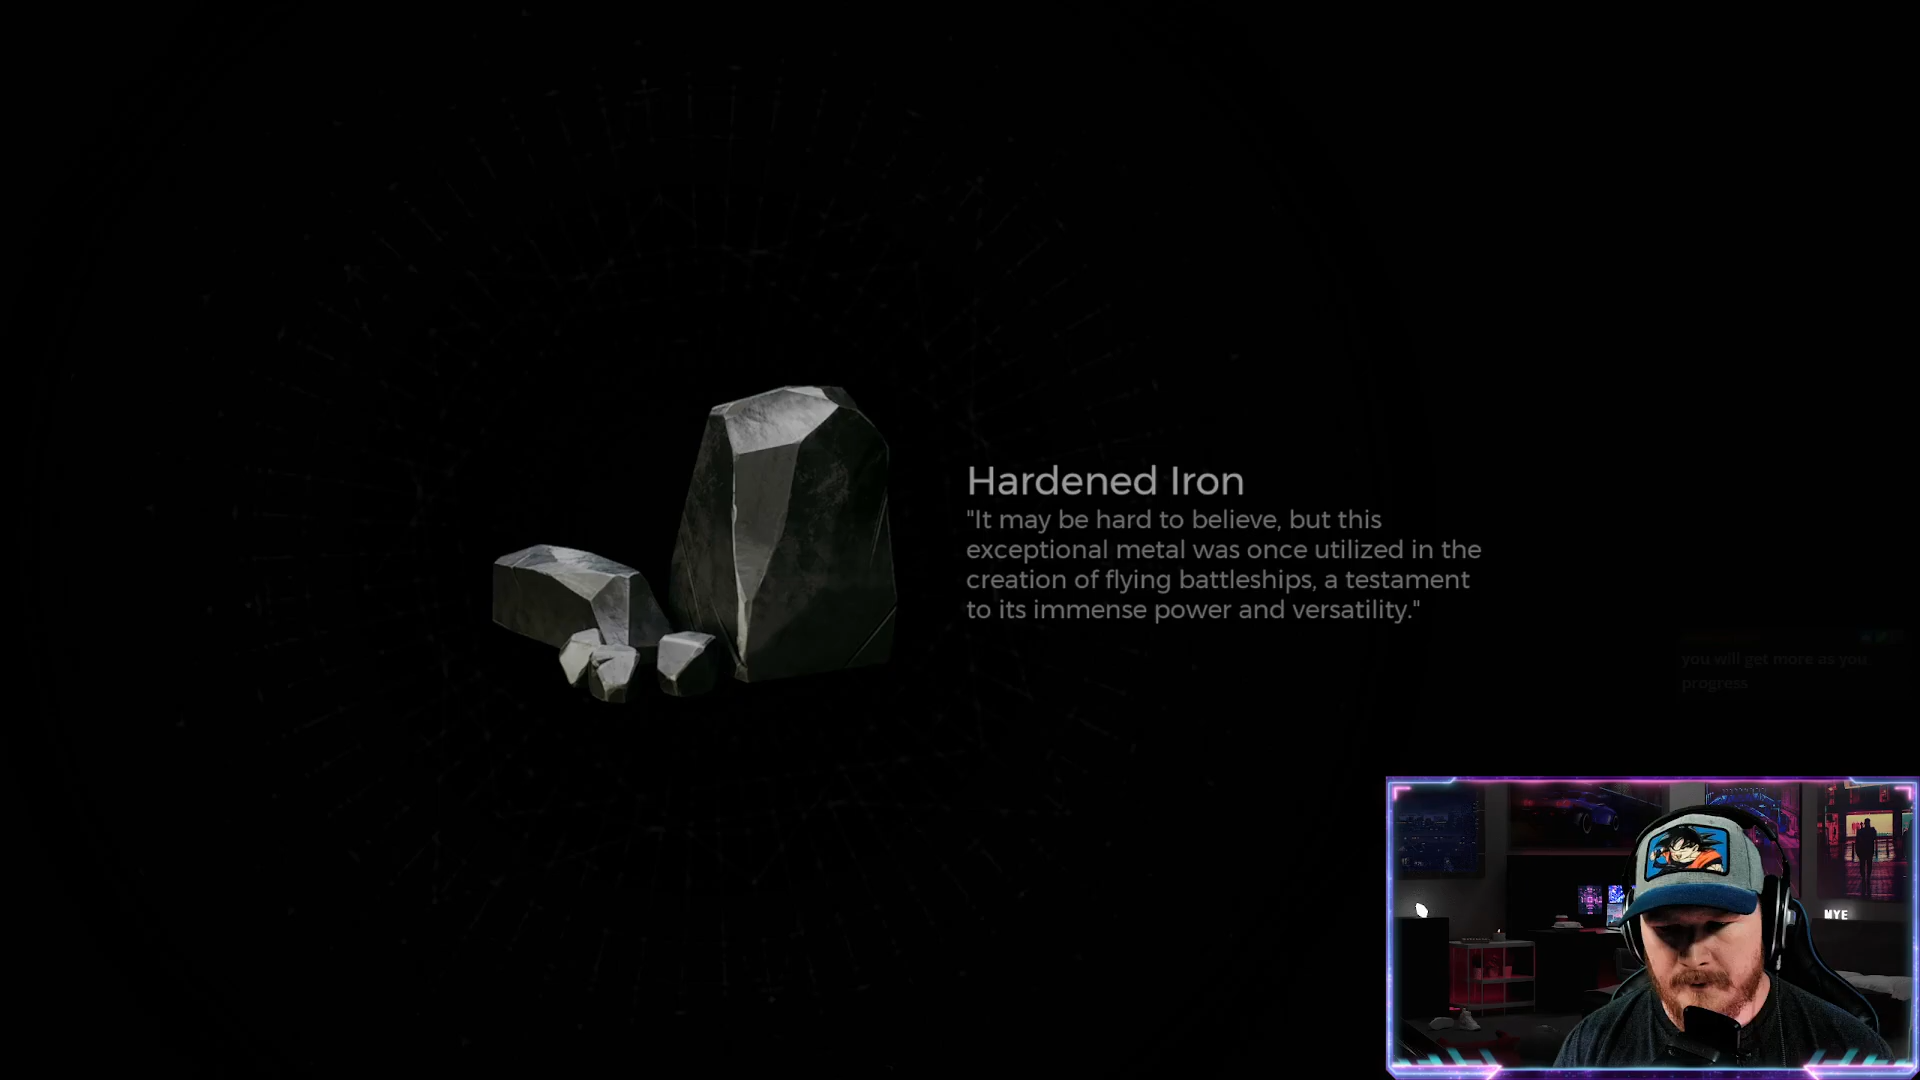 Hardened Iron
"It may be hard to believe, but this
exceptional metal was once utilized in the
creation of flying battleships, a testament
to its immense power and versatility."
you will get more as you
progress
NYE